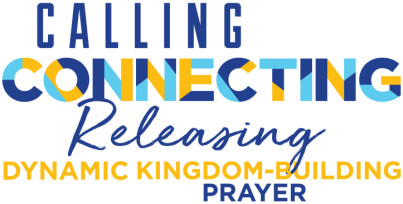 CALLING
CONNECTING
Releasing
DYNAMIC KINGDOM-BUILDING
PRAYER